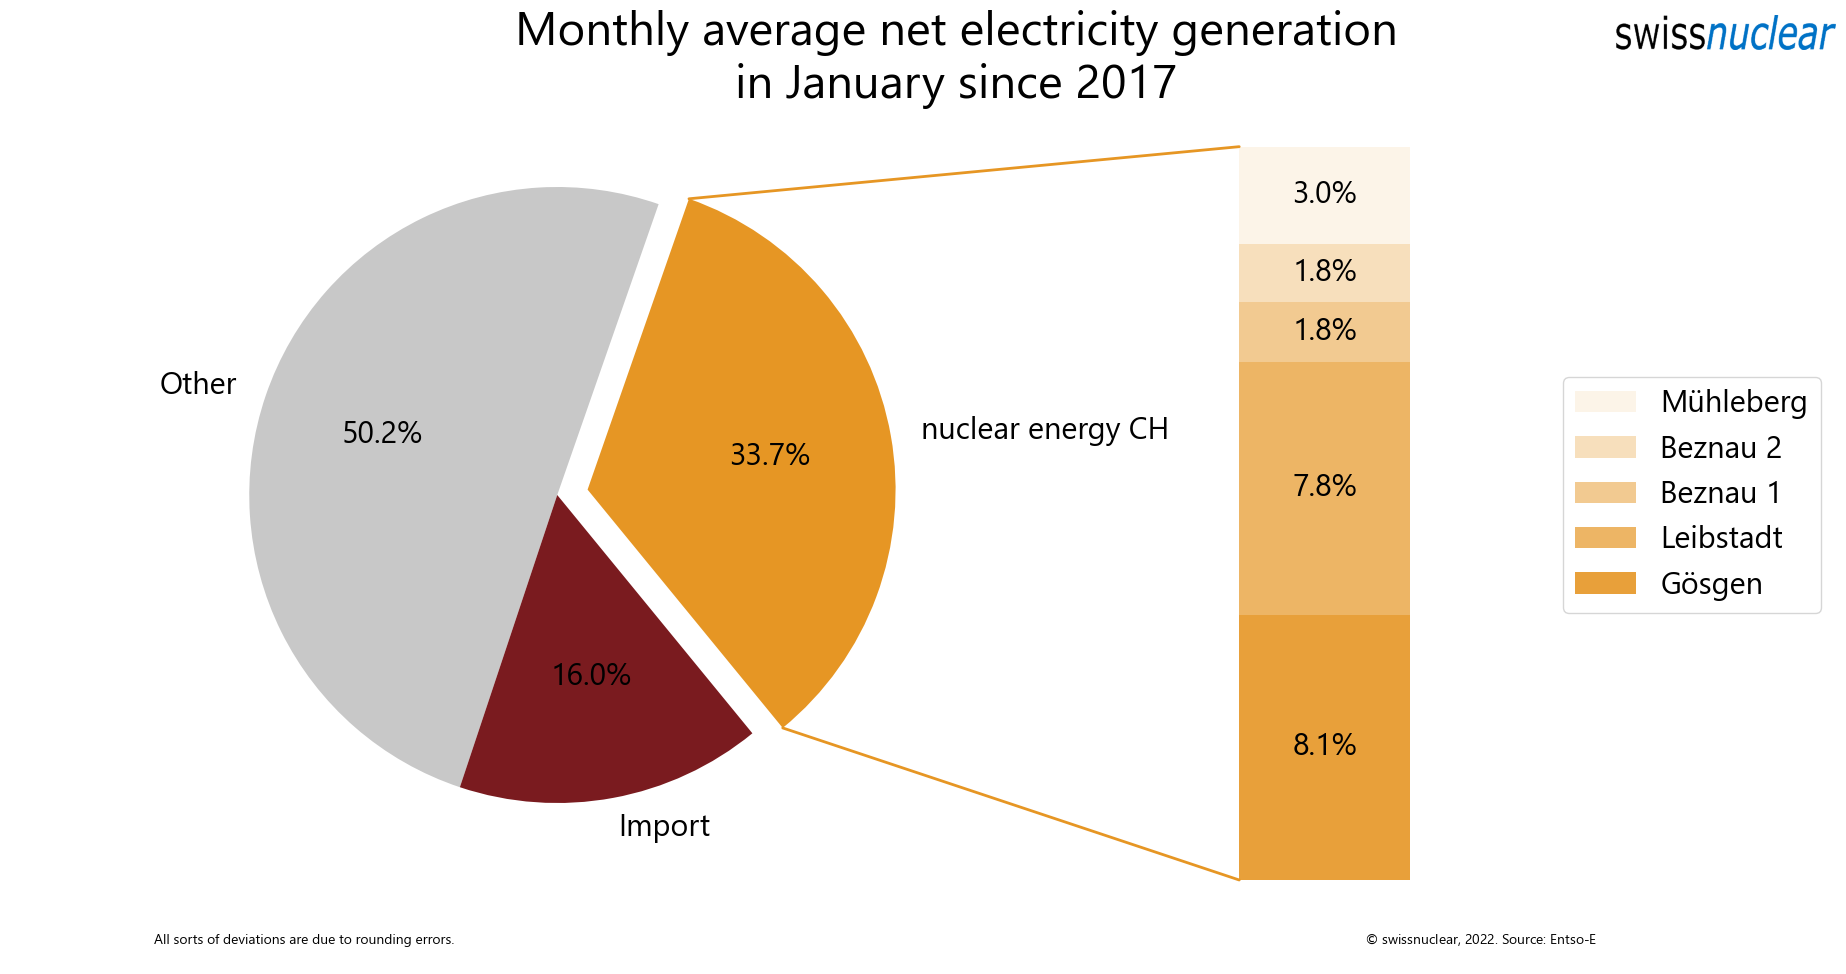 Monthly average net electricity generation
in January since 2017
swissnuclear
3.0%
1.8%
1.8%
7.8%
8.1%
Other
50.2%
33.7%
nuclear energy CH
16.0%
Import
Mühleberg
Beznau 2
Beznau 1
Leibstadt
Gösgen
All sorts of deviations are due to rounding errors.
© swissnuclear, 2022. Source: Entso-E